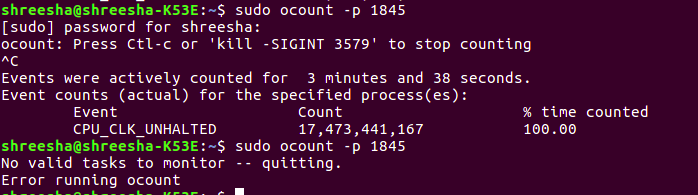 shreesha@shreesha-K53E:~$ sudo ocount -p 1845
[sudo] password for shreesha:
ocount: Press Ctl-c or 'kill -SIGINT 3579' to stop counting
^C
Events were actively counted for  3 minutes and 38 seconds.
Event counts (actual) for the specified process(es):
        Event                   Count                   % time counted
        CPU_CLK_UNHALTED        17,473,441,167          100.00
shreesha@shreesha-K53E:~$ sudo ocount -p 1845
No valid tasks to monitor -- quitting.
Error running ocount
shreesha@shreesha-K53E:~$